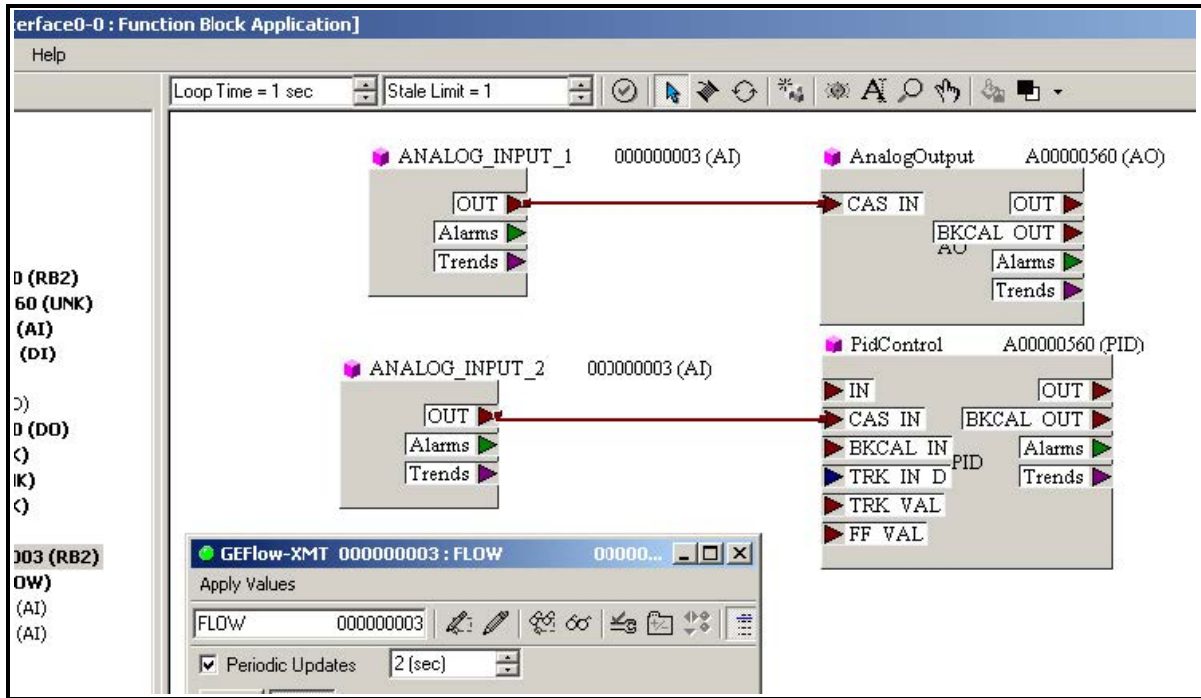 erface0-0 : Function Block Application]
Help
Loop Time = 1 sec
Stale Limit = 1
ANALOG_INPUT_1 000000003 (AI)
OUT
Alarms
Trends
AnalogOutput A00000560 (AO)
CAS IN
OUT
BKCAL OUT
AO
Alarms
Trends
ANALOG_INPUT_2 000000003 (AI)
OUT
Alarms
Trends
PidControl A00000560 (PID)
IN
OUT
CAS IN
BKCAL OUT
BKCAL IN
Alarms
PID
TRK IN D
Trends
TRK VAL
FF VAL
0 (RB2)
60 (UNK)
(AI)
(DI)
0 (DO)
003 (RB2)
OW)
(AI)
(AI)
GEFlow-XMT 000000003 : FLOW 00000...
Apply Values
FLOW 000000003
Periodic Updates 2 (sec)